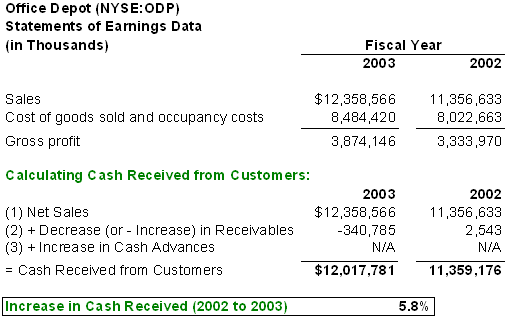 Office Depot (NYSE:ODP)
Statements of Earnings Data
(in Thousands) Fiscal Year
2003 2002
Sales $12,358,566 11,356,633
Cost of goods sold and occupancy costs 8,484,420 8,022,663
Gross profit 3,874,146 3,333,970
Calculating Cash Received from Customers:
2003 2002
(1) Net Sales $12,358,566 11,356,633
(2) + Decrease (or - Increase) in Receivables -340,785 2,543
(3) + Increase in Cash Advances N/A N/A
= Cash Received from Customers $12,017,781 11,359,176
Increase in Cash Received (2002 to 2003) 5.8%